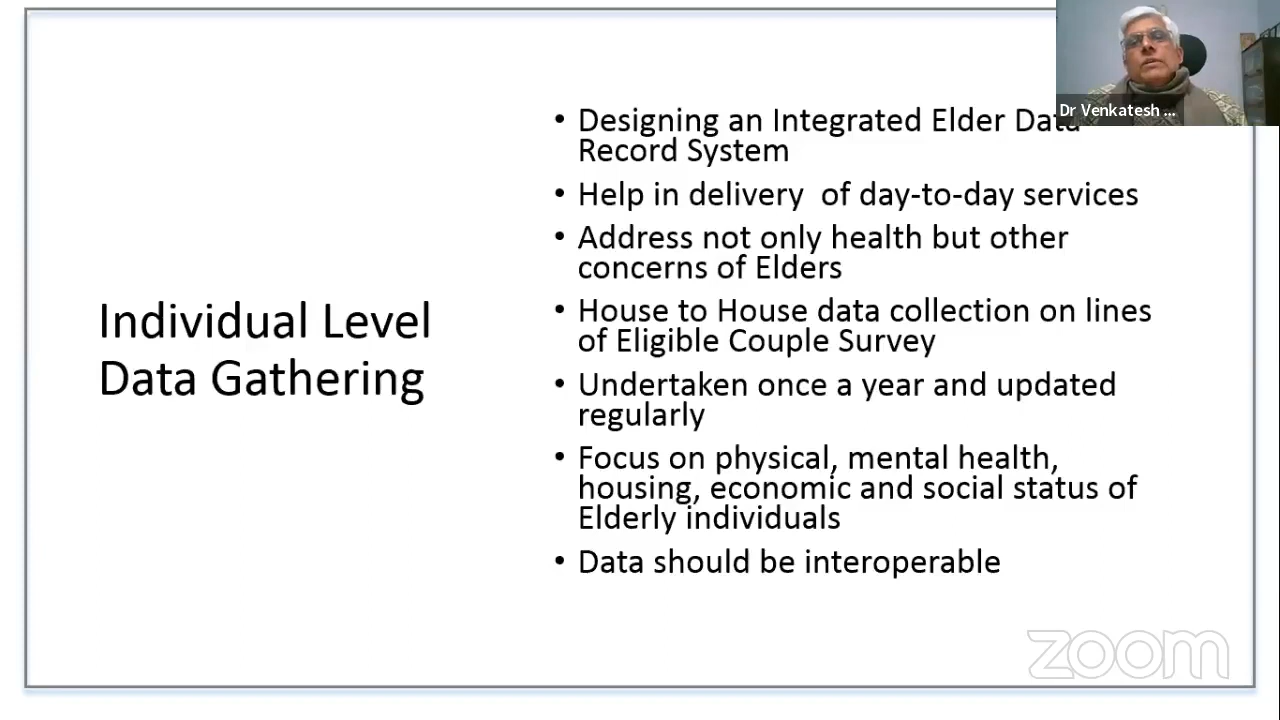 Dr Venkatesh ...
Individual Level
Data Gathering
• Designing an Integrated Elder Data
Record System
• Help in delivery of day-to-day services
• Address not only health but other
concerns of Elders
• House to House data collection on lines
of Eligible Couple Survey
• Undertaken once a year and updated
regularly
• Focus on physical, mental health,
housing, economic and social status of
Elderly individuals
• Data should be interoperable
zoom